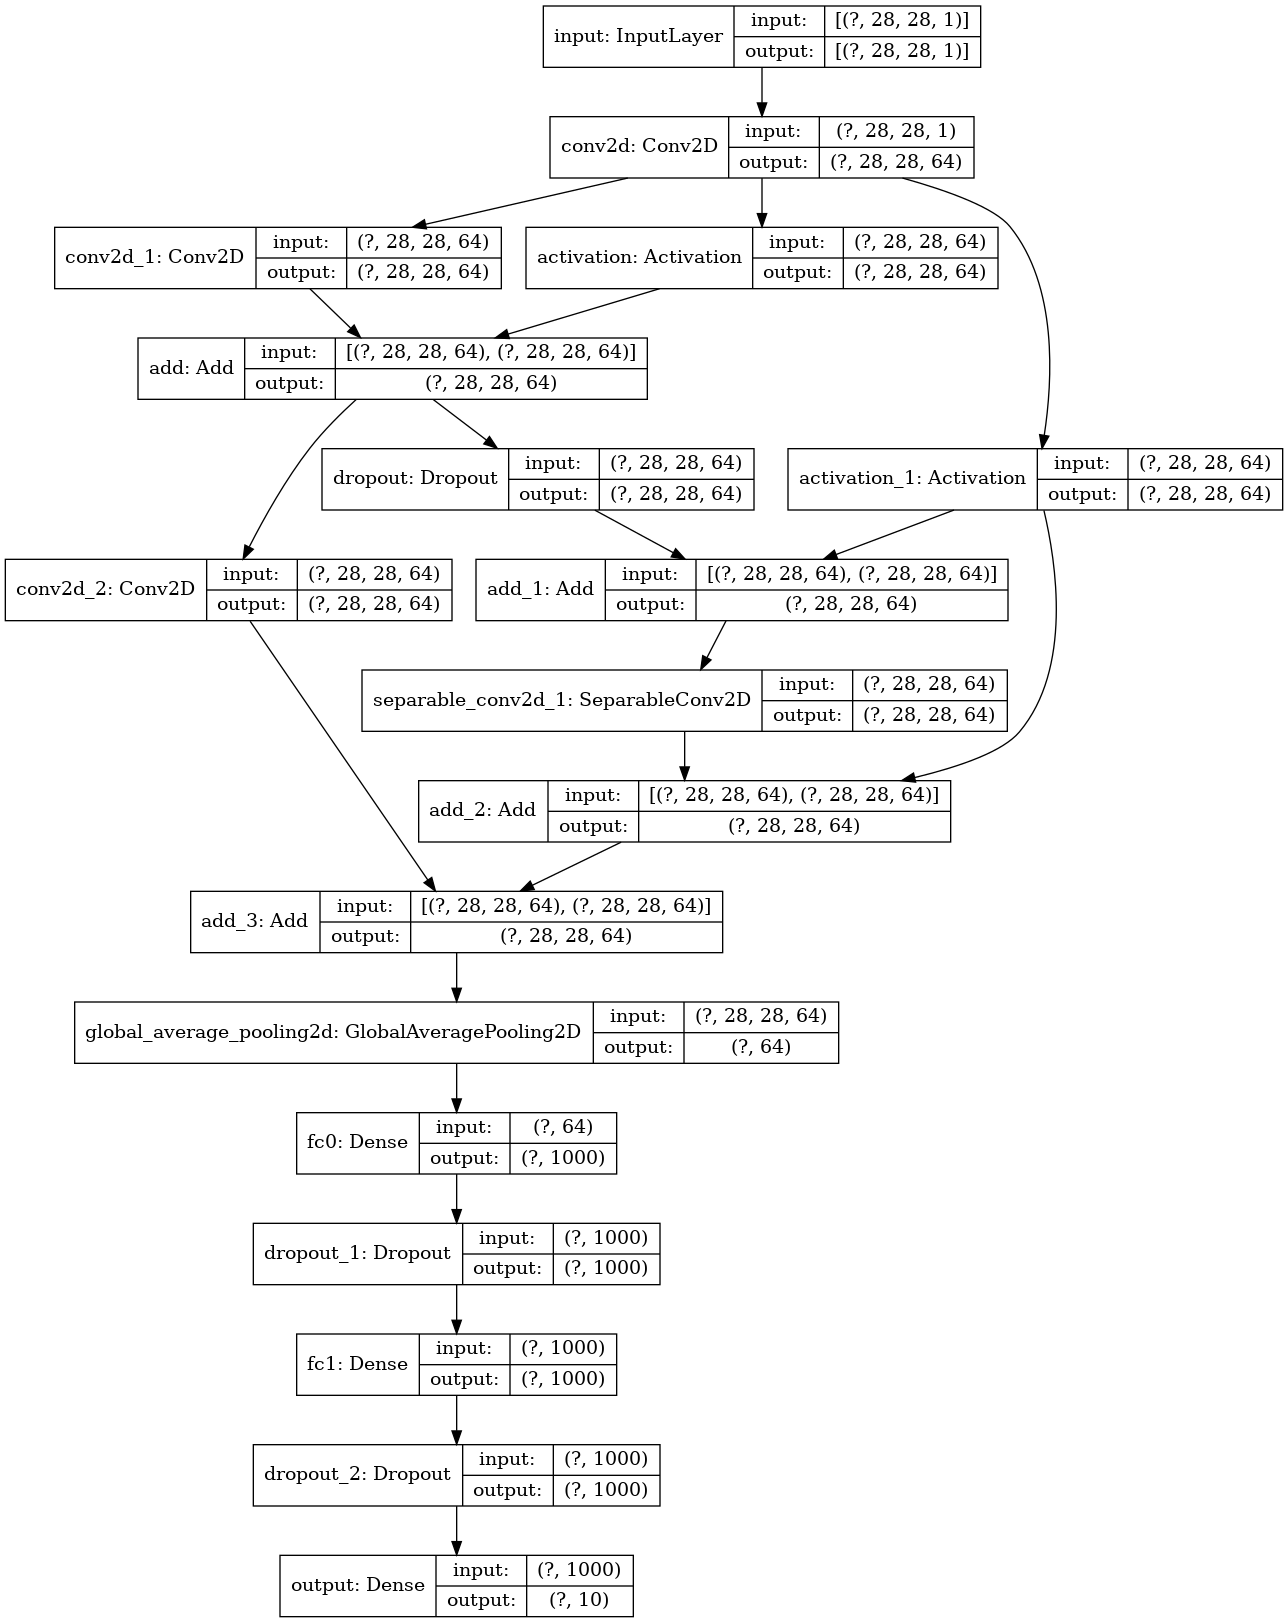 input: InputLayer
input:
[(?, 28, 28, 1)]
output:
[(?, 28, 28, 1)]
conv2d: Conv2D
input:
(?, 28, 28, 1)
output:
(?, 28, 28, 64)
conv2d_1: Conv2D
input:
(?, 28, 28, 64)
output:
(?, 28, 28, 64)
activation: Activation
input:
(?, 28, 28, 64)
output:
(?, 28, 28, 64)
add: Add
input:
[(?, 28, 28, 64), (?, 28, 28, 64)]
output:
(?, 28, 28, 64)
dropout: Dropout
input:
(?, 28, 28, 64)
output:
(?, 28, 28, 64)
activation_1: Activation
input:
(?, 28, 28, 64)
output:
(?, 28, 28, 64)
conv2d_2: Conv2D
input:
(?, 28, 28, 64)
output:
(?, 28, 28, 64)
add_1: Add
input:
[(?, 28, 28, 64), (?, 28, 28, 64)]
output:
(?, 28, 28, 64)
separable_conv2d_1: SeparableConv2D
input:
(?, 28, 28, 64)
output:
(?, 28, 28, 64)
add_2: Add
input:
[(?, 28, 28, 64), (?, 28, 28, 64)]
output:
(?, 28, 28, 64)
add_3: Add
input:
[(?, 28, 28, 64), (?, 28, 28, 64)]
output:
(?, 28, 28, 64)
global_average_pooling2d: GlobalAveragePooling2D
input:
(?, 28, 28, 64)
output:
(?, 64)
fc0: Dense
input:
(?, 64)
output:
(?, 1000)
dropout_1: Dropout
input:
(?, 1000)
output:
(?, 1000)
fc1: Dense
input:
(?, 1000)
output:
(?, 1000)
dropout_2: Dropout
input:
(?, 1000)
output:
(?, 1000)
output: Dense
input:
(?, 1000)
output:
(?, 10)